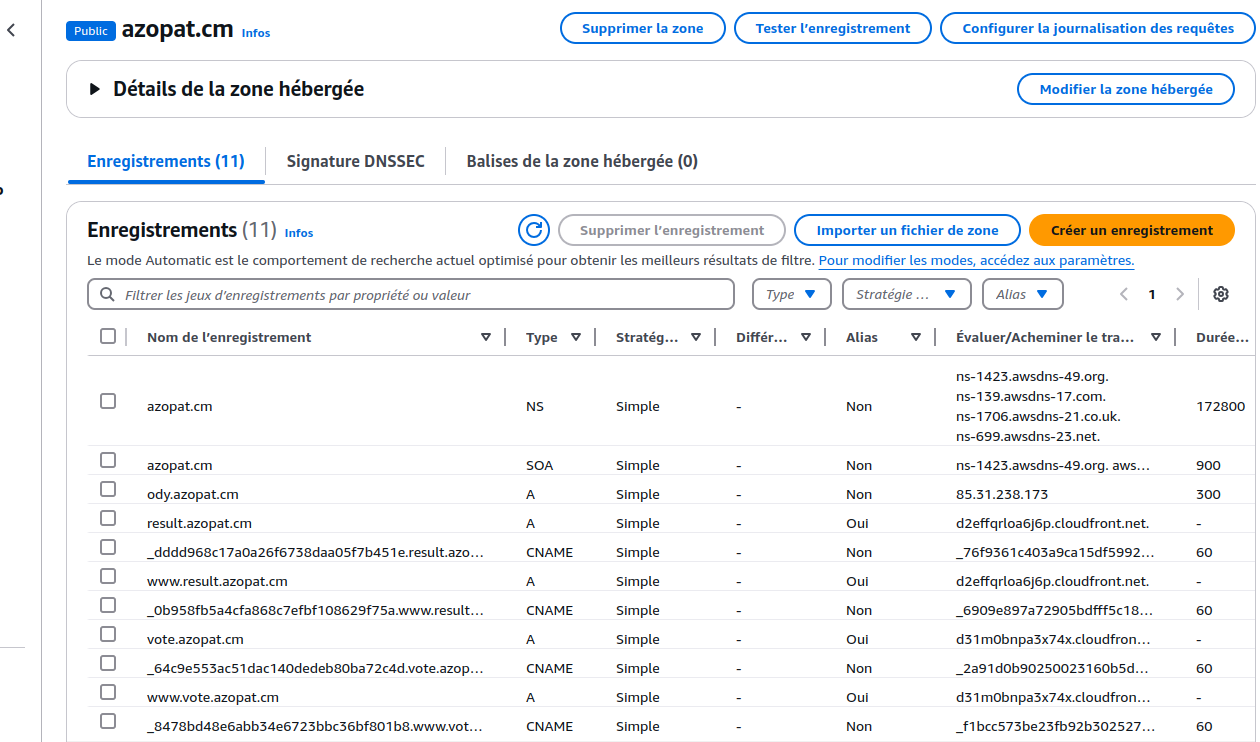 Public azopat.cm Infos Supprimer la zone Tester l'enregistrement Configurer la journalisation des requêtes
Détails de la zone hébergée Modifier la zone hébergée
Enregistrements (11) Signature DNSSEC Balises de la zone hébergée (0)
Enregistrements (11) Infos Supprimer l'enregistrement Importer un fichier de zone Créer un enregistrement
Le mode Automatic est le comportement de recherche actuel optimisé pour obtenir les meilleurs résultats de filtre. Pour modifier les modes, accédez aux paramètres.
Filtrer les jeux d'enregistrements par propriété ou valeur Type Stratégie ... Alias 1
Nom de l'enregistrement Type Stratég... Différ... Alias Évaluer/Acheminer le tra... Durée...
ns-1423.awsdns-49.org.
ns-139.awsdns-17.com.
azopat.cm NS Simple - Non 172800
ns-1706.awsdns-21.co.uk.
ns-699.awsdns-23.net.
azopat.cm SOA Simple - Non ns-1423.awsdns-49.org. aws... 900
ody.azopat.cm A Simple - Non 85.31.238.173 300
result.azopat.cm A Simple - Oui d2effqrloa6j6p.cloudfront.net. -
_dddd968c17a0a26f6738daa05f7b451e.result.azo... CNAME Simple - Non _76f9361c403a9ca15df5992... 60
www.result.azopat.cm A Simple - Oui d2effqrloa6j6p.cloudfront.net. -
_0b958fb5a4cfa868c7efbf108629f75a.www.result... CNAME Simple - Non _6909e897a72905bdfff5c18... 60
vote.azopat.cm A Simple - Oui d31m0bnpa3x74x.cloudfron... -
_64c9e553ac51dac140dedeb80ba72c4d.vote.azop... CNAME Simple - Non _2a91d0b90250023160b5d... 60
www.vote.azopat.cm A Simple - Oui d31m0bnpa3x74x.cloudfron... -
_8478bd48e6abb34e6723bbc36bf801b8.www.vot... CNAME Simple - Non _f1bcc573be23fb92b302527... 60